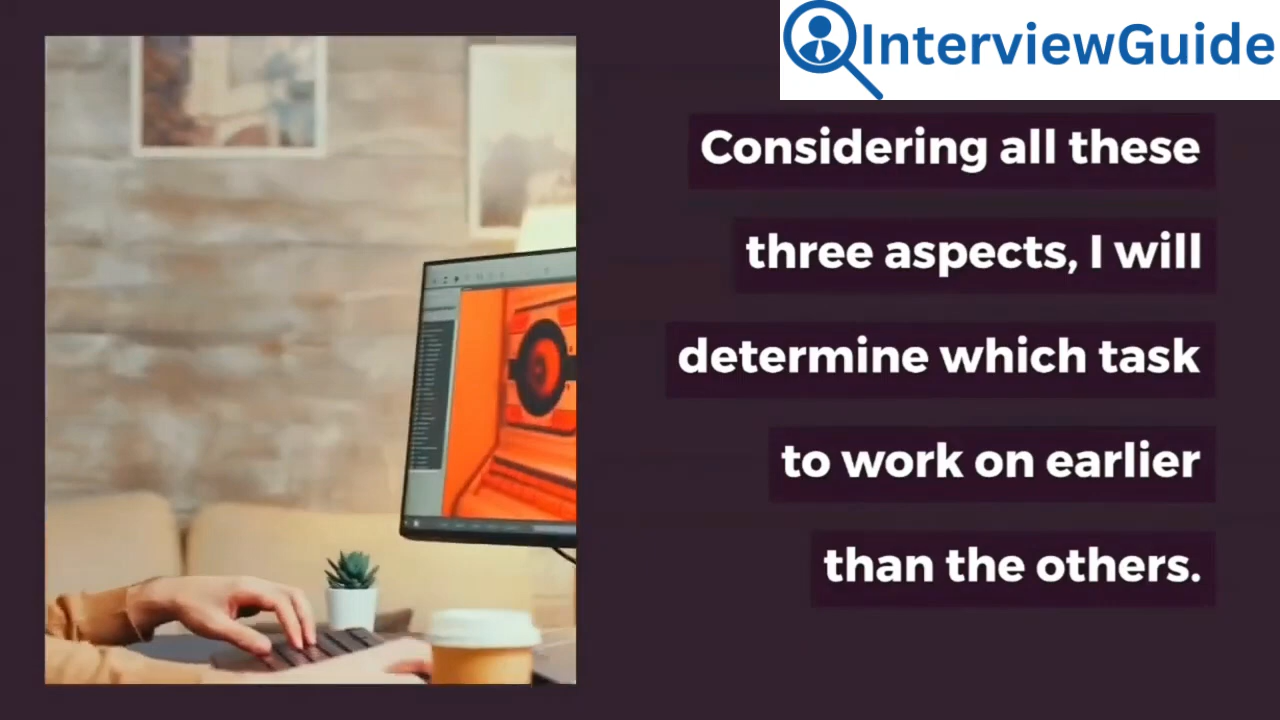 InterviewGuide
Considering all these
three aspects, I will
determine which task
to work on earlier
than the others.